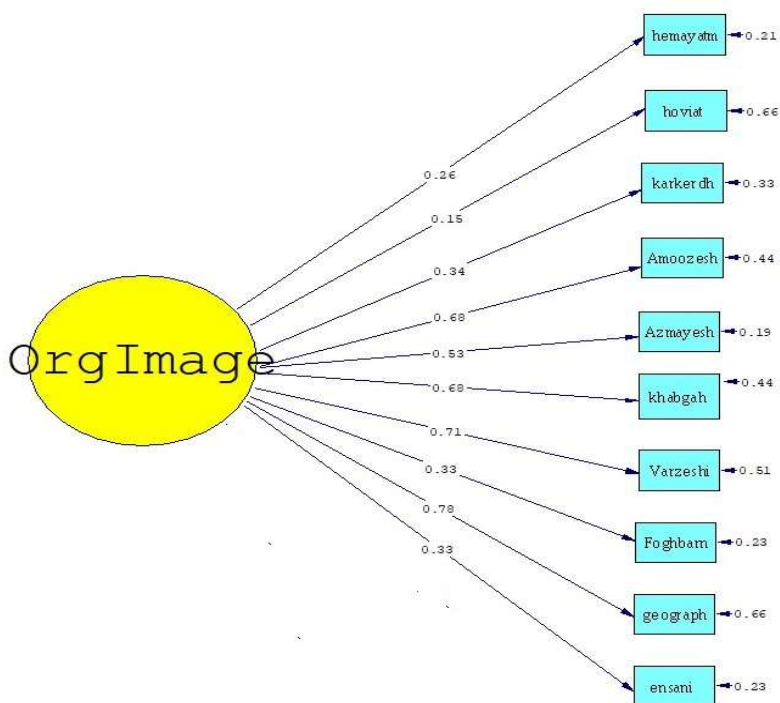 hemayatm
0.21
0.26
hoviat
0.66
0.15
karkerdh
0.33
0.34
Amoozesh
0.44
0.68
Azmayesh
0.19
0.53
OrgImage
khabgah
0.44
0.68
Varzeshi
0.51
0.71
Foghbarn
0.23
0.33
geograph
0.66
0.78
ensani
0.23
0.33